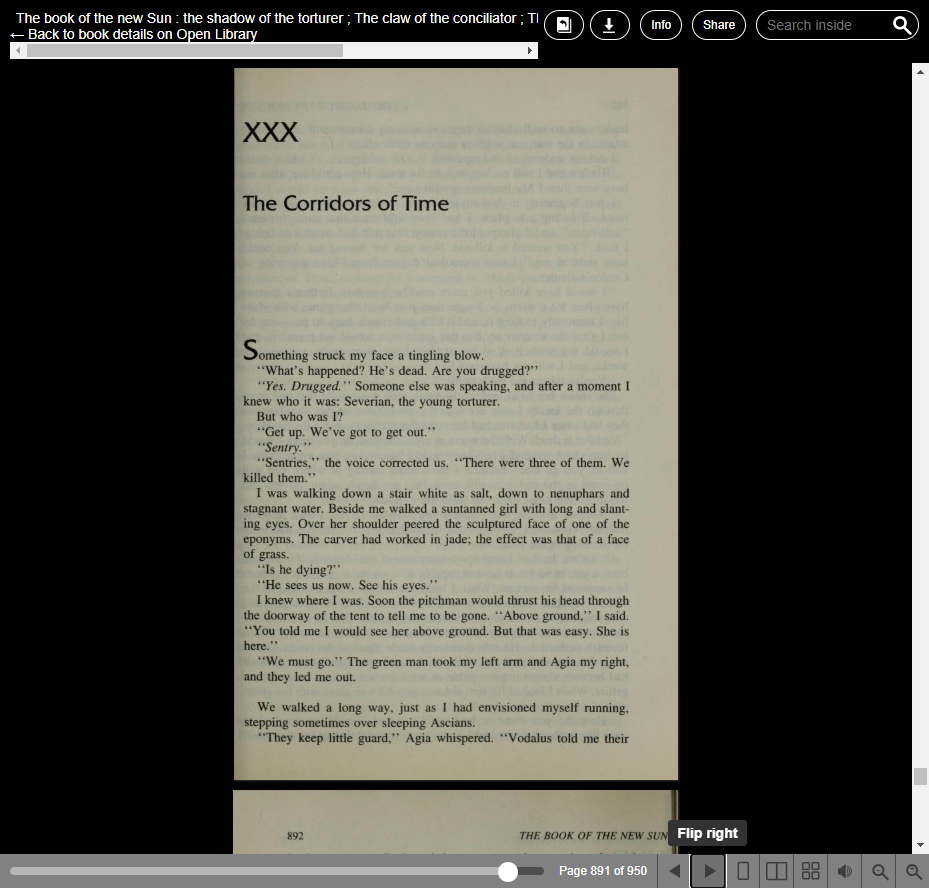 The book of the new Sun : the shadow of the torturer ; The claw of the conciliator ; Tl
← Back to book details on Open Library
Info
Share
Search inside
XXX
The Corridors of Time
Something struck my face a tingling blow.
‘‘What’s happened? He’s dead. Are you drugged?’’
‘‘Yes. Drugged.’’ Someone else was speaking, and after a moment I
knew who it was: Severian, the young torturer.
But who was I?
‘‘Get up. We’ve got to get out.’’
‘‘Sentry.’’
‘‘Sentries,’’ the voice corrected us. ‘‘There were three of them. We
killed them.’’
I was walking down a stair white as salt, down to nenuphars and
stagnant water. Beside me walked a suntanned girl with long and slant-
ing eyes. Over her shoulder peered the sculptured face of one of the
eponyms. The carver had worked in jade; the effect was that of a face
of grass.
‘‘Is he dying?’’
‘‘He sees us now. See his eyes.’’
I knew where I was. Soon the pitchman would thrust his head through
the doorway of the tent to tell me to be gone. ‘‘Above ground,’’ I said.
‘‘You told me I would see her above ground. But that was easy. She is
here.’’
‘‘We must go.’’ The green man took my left arm and Agia my right,
and they led me out.
We walked a long way, just as I had envisioned myself running,
stepping sometimes over sleeping Ascians.
‘‘They keep little guard,’’ Agia whispered. ‘‘Vodalus told me their
892
THE BOOK OF THE NEW SUN
Flip right
Page 891 of 950